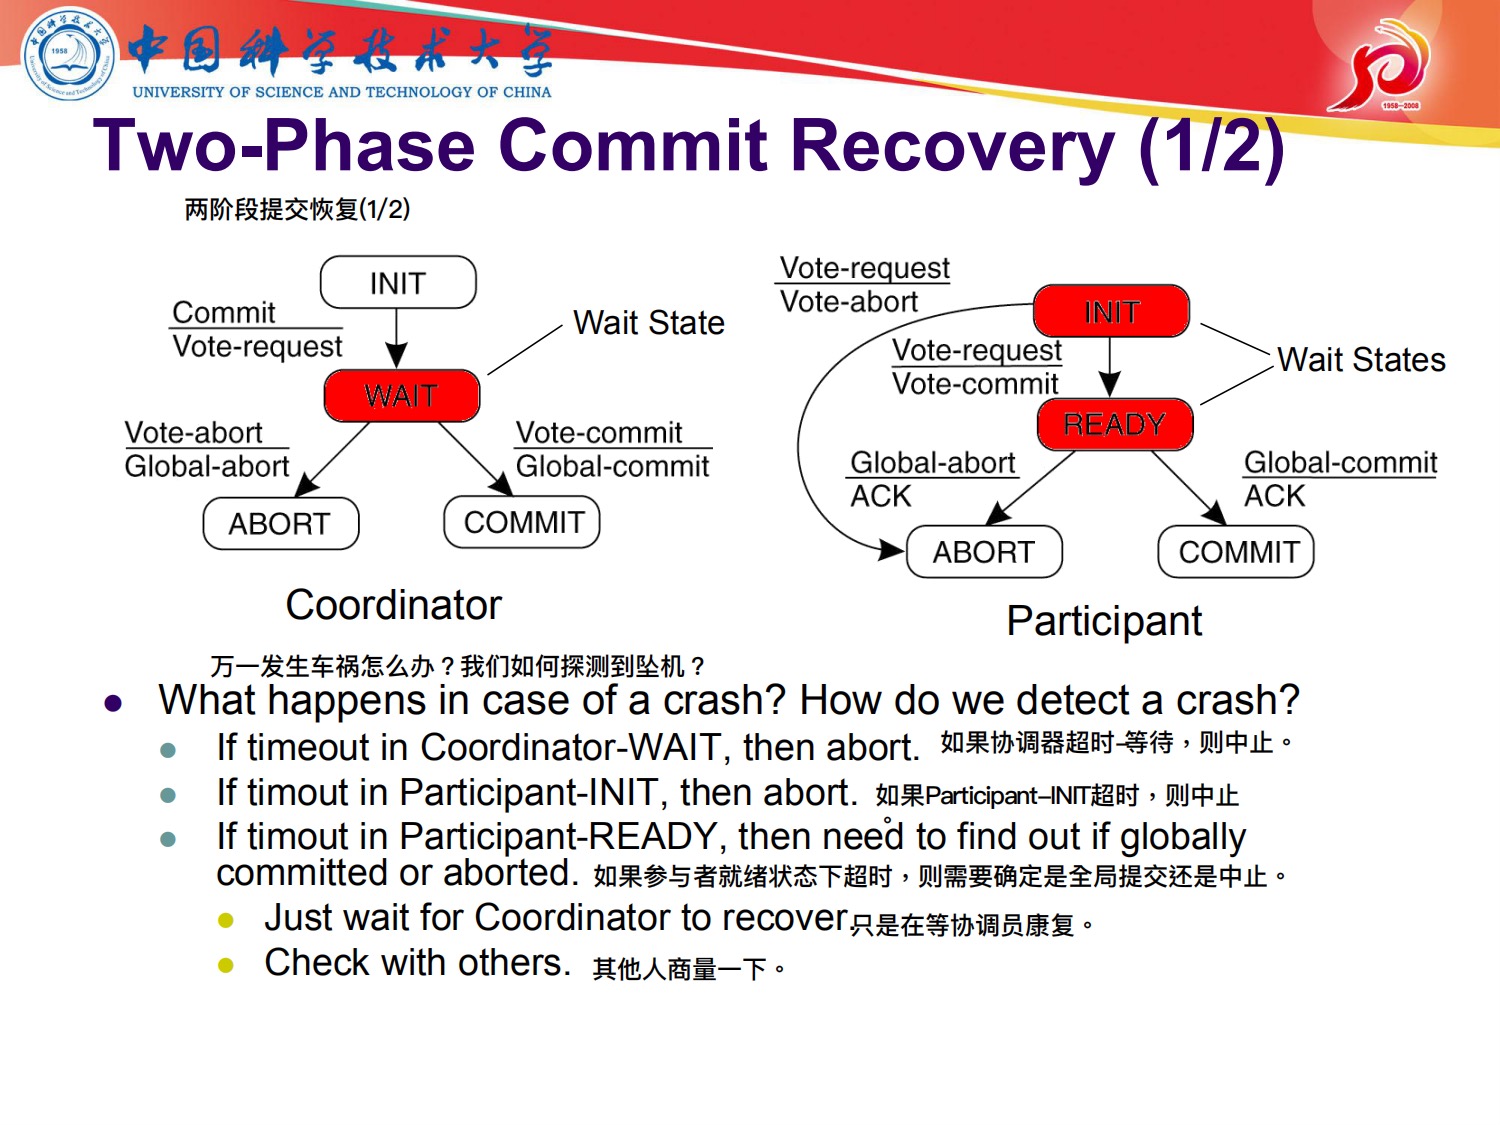 中国科学技术大学
UNIVERSITY OF SCIENCE AND TECHNOLOGY OF CHINA
1958
1958—2008
Two-Phase Commit Recovery (1/2)
两阶段提交恢复(1/2)
INIT
Commit
Vote-request
Wait State
WAIT
Vote-abort
Global-abort
Vote-commit
Global-commit
ABORT
COMMIT
Coordinator
Vote-request
Vote-abort
INIT
Vote-request
Vote-commit
Wait States
READY
Global-abort
ACK
Global-commit
ACK
ABORT
COMMIT
Participant
万一发生车祸怎么办？我们如何探测到坠机？
What happens in case of a crash? How do we detect a crash?
If timeout in Coordinator-WAIT, then abort. 如果协调器超时-等待，则中止。
If timout in Participant-INIT, then abort. 如果Participant-INIT超时，则中止。
If timout in Participant-READY, then need to find out if globally
committed or aborted. 如果参与者就绪状态下超时，则需要确定是全局提交还是中止。
Just wait for Coordinator to recover. 只是在等协调员康复。
Check with others. 其他人商量一下。